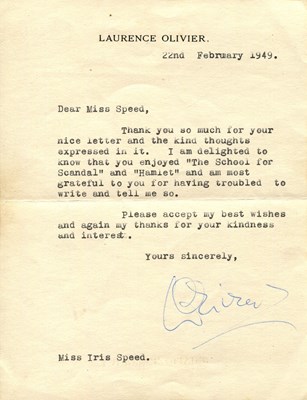 LAURENCE OLIVIER.
22nd February 1949.
Dear Miss Speed,
Thank you so much for your
nice letter and the kind thoughts
expressed in it. I am delighted to
know that you enjoyed "The School for
Scandal" and "Hamlet" and am most
grateful to you for having troubled to
write and tell me so.
Please accept my best wishes
and again my thanks for your kindness
and interest.
Yours sincerely,
LOlivier
Miss Iris Speed.